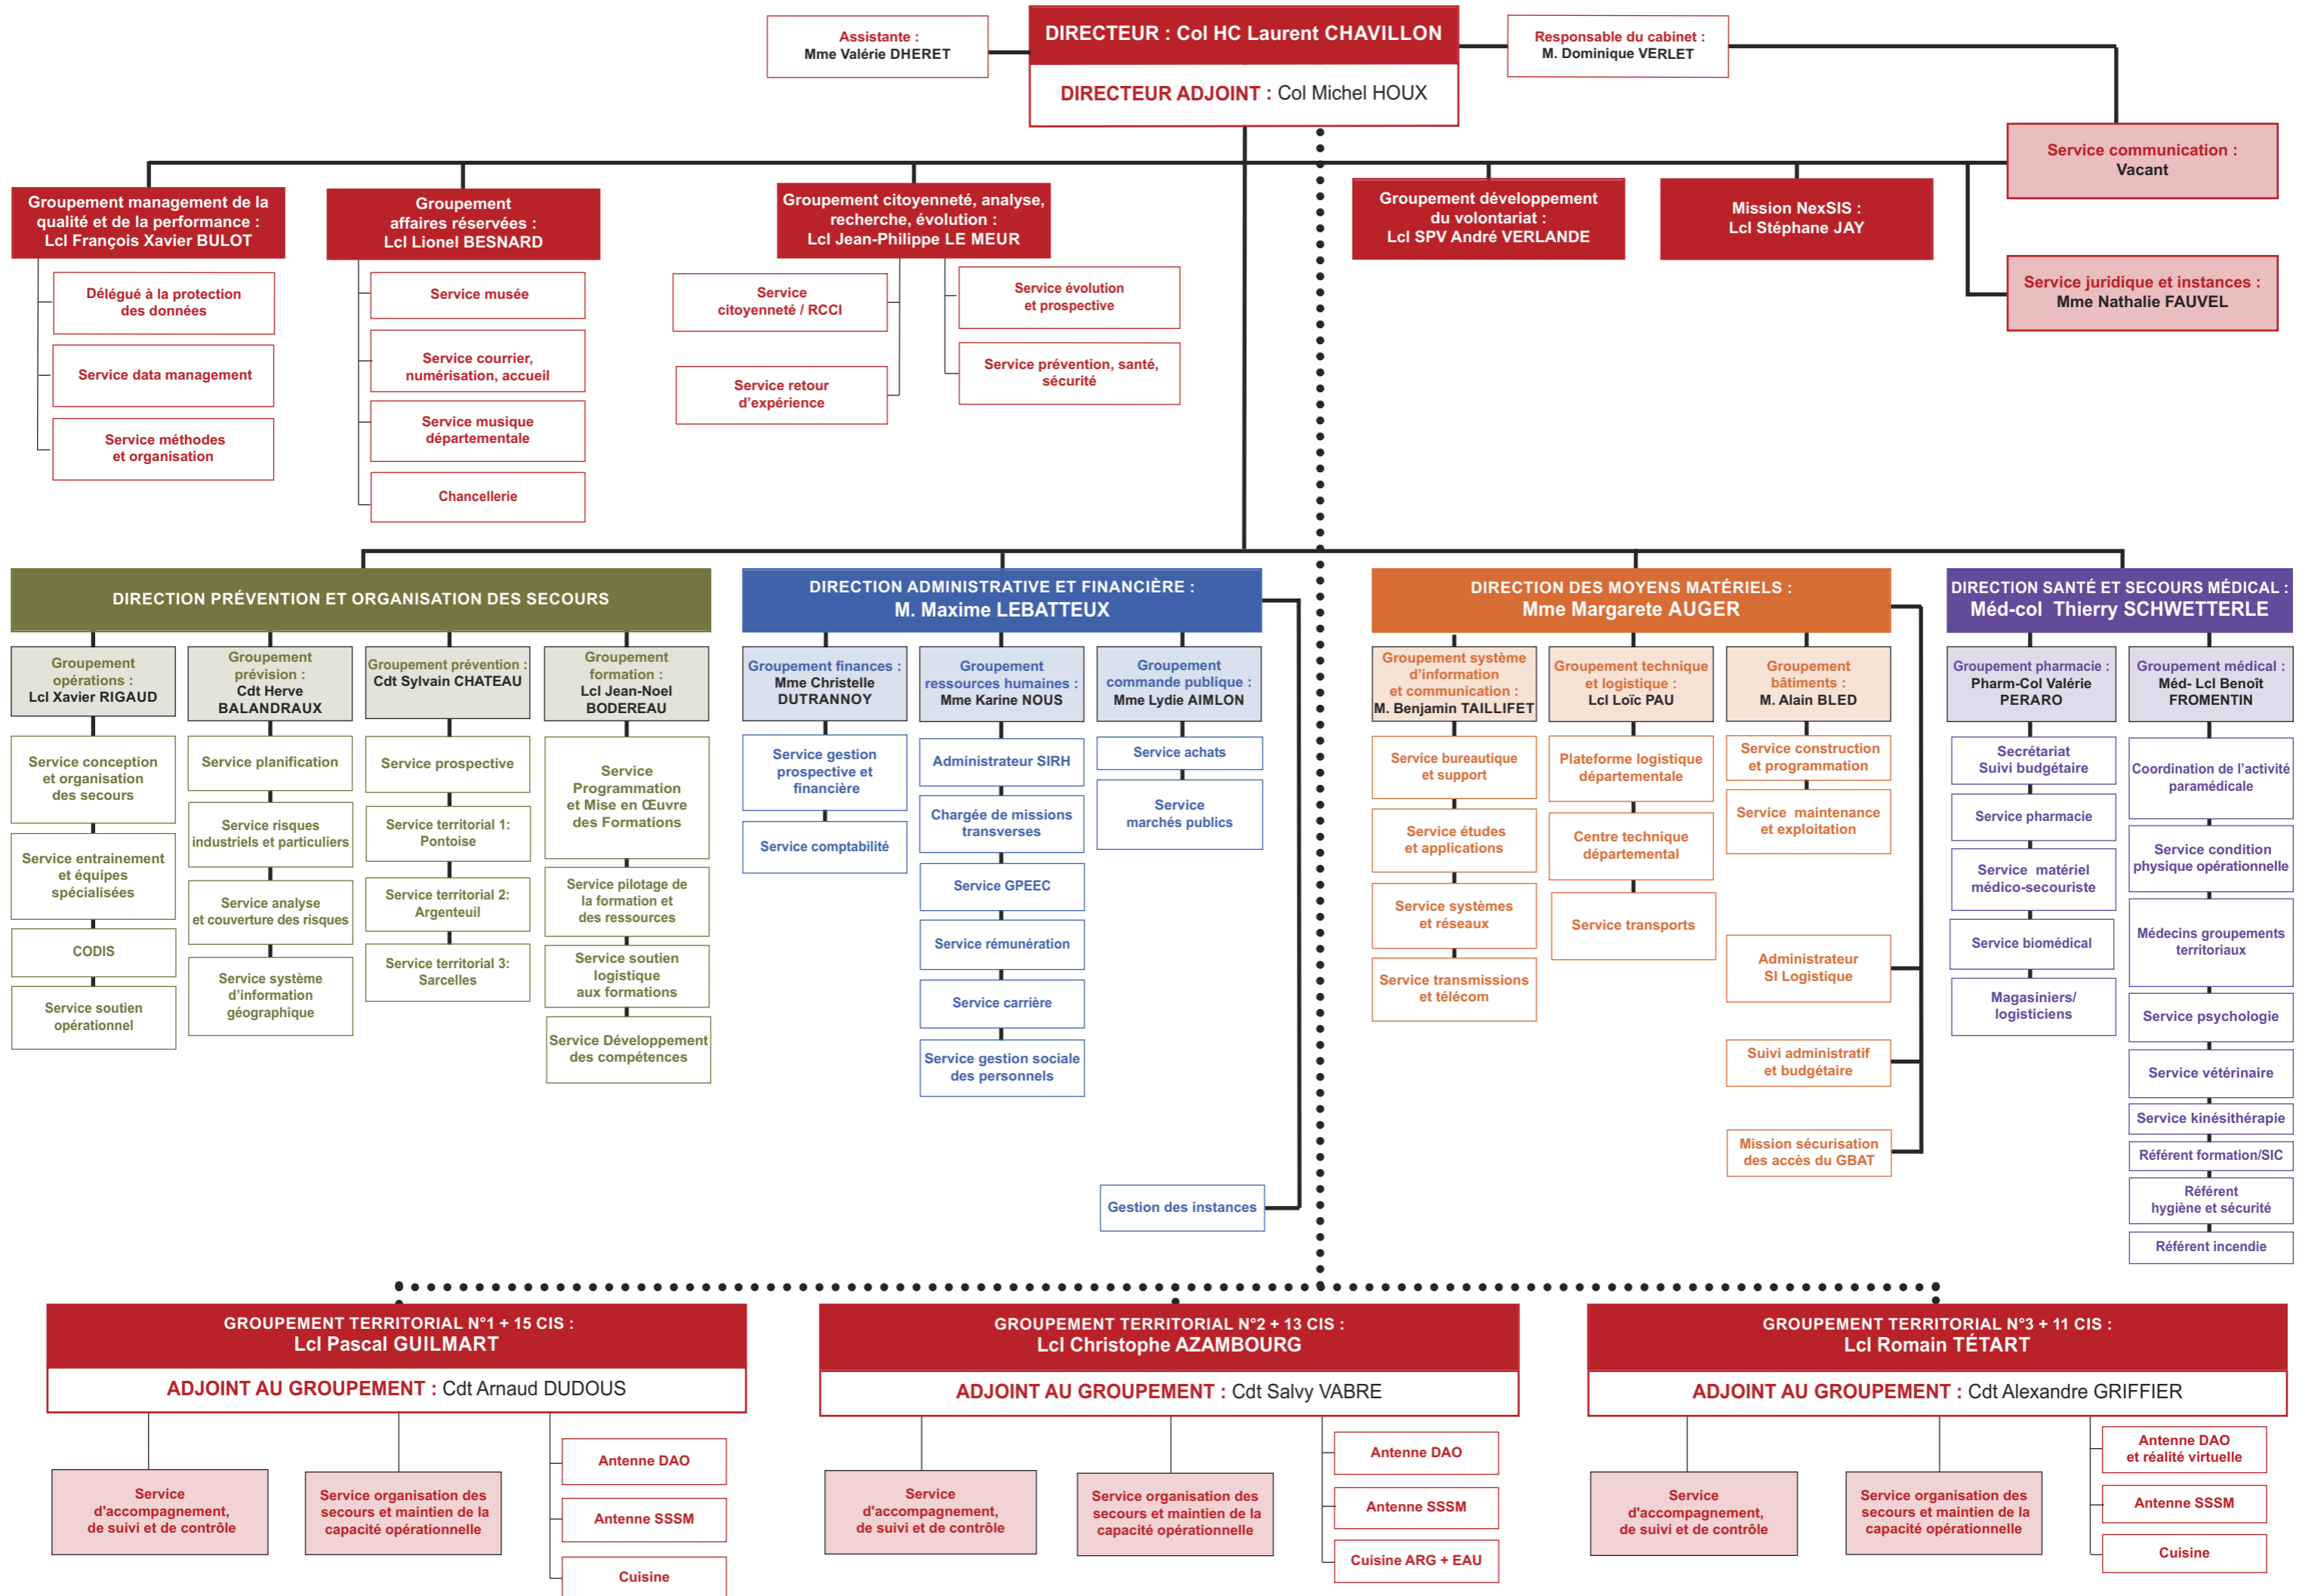 Assistante :
Mme Valérie DHERET
DIRECTEUR : Col HC Laurent CHAVILLON
DIRECTEUR ADJOINT : Col Michel HOUX
Responsable du cabinet :
M. Dominique VERLET
Service communication :
Vacant
Service juridique et instances :
Mme Nathalie FAUVEL
Groupement management de la
qualité et de la performance :
Lcl François Xavier BULOT
Délégué à la protection
des données
Service data management
Service méthodes
et organisation
Groupement
affaires réservées :
Lcl Lionel BESNARD
Service musée
Service courrier,
numérisation, accueil
Service musique
départementale
Chancellerie
Groupement citoyenneté, analyse,
recherche, évolution :
Lcl Jean-Philippe LE MEUR
Service
citoyenneté / RCCI
Service retour
d'expérience
Service évolution
et prospective
Service prévention, santé,
sécurité
Groupement développement
du volontariat :
Lcl SPV André VERLANDE
Mission NexSIS :
Lcl Stéphane JAY
DIRECTION PRÉVENTION ET ORGANISATION DES SECOURS
Groupement
opérations :
Lcl Xavier RIGAUD
Service conception
et organisation
des secours
Service entrainement
et équipes
spécialisées
CODIS
Service soutien
opérationnel
Groupement
prévision :
Cdt Herve
BALANDRAUX
Service planification
Service risques
industriels et particuliers
Service analyse
et couverture des risques
Service système
d'information
géographique
Groupement prévention :
Cdt Sylvain CHATEAU
Service prospective
Service territorial 1:
Pontoise
Service territorial 2:
Argenteuil
Service territorial 3:
Sarcelles
Groupement
formation :
Lcl Jean-Noel
BODEREAU
Service
Programmation
et Mise en Œuvre
des Formations
Service pilotage de
la formation et
des ressources
Service soutien
logistique
aux formations
Service Développement
des compétences
DIRECTION ADMINISTRATIVE ET FINANCIÈRE :
M. Maxime LEBATTEUX
Groupement finances :
Mme Christelle
DUTRANNOY
Service gestion
prospective et
financière
Service comptabilité
Groupement
ressources humaines :
Mme Karine NOUS
Administrateur SIRH
Chargée de missions
transverses
Service GPEEC
Service rémunération
Service carrière
Service gestion sociale
des personnels
Groupement
commande publique :
Mme Lydie AIMLON
Service achats
Service
marchés publics
Gestion des instances
DIRECTION DES MOYENS MATÉRIELS :
Mme Margarete AUGER
Groupement système
d'information
et communication :
M. Benjamin TAILLIFET
Service bureautique
et support
Service études
et applications
Service systèmes
et réseaux
Service transmissions
et télécom
Groupement technique
et logistique :
Lcl Loïc PAU
Plateforme logistique
départementale
Centre technique
départemental
Service transports
Groupement
bâtiments :
M. Alain BLED
Service construction
et programmation
Service maintenance
et exploitation
Administrateur
SI Logistique
Suivi administratif
et budgétaire
Mission sécurisation
des accès du GBAT
DIRECTION SANTÉ ET SECOURS MÉDICAL :
Méd-col Thierry SCHWETTERLE
Groupement pharmacie :
Pharm-Col Valérie
PERARO
Secrétariat
Suivi budgétaire
Service pharmacie
Service matériel
médico-secouriste
Service biomédical
Magasiniers/
logisticiens
Groupement médical :
Méd- Lcl Benoît
FROMENTIN
Coordination de l'activité
paramédicale
Service condition
physique opérationnelle
Médecins groupements
territoriaux
Service psychologie
Service vétérinaire
Service kinésithérapie
Référent formation/SIC
Référent
hygiène et sécurité
Référent incendie
GROUPEMENT TERRITORIAL N°1 + 15 CIS :
Lcl Pascal GUILMART
ADJOINT AU GROUPEMENT : Cdt Arnaud DUDOUS
Service
d'accompagnement,
de suivi et de contrôle
Service organisation des
secours et maintien de la
capacité opérationnelle
Antenne DAO
Antenne SSSM
Cuisine
GROUPEMENT TERRITORIAL N°2 + 13 CIS :
Lcl Christophe AZAMBOURG
ADJOINT AU GROUPEMENT : Cdt Salvy VABRE
Service
d'accompagnement,
de suivi et de contrôle
Service organisation des
secours et maintien de la
capacité opérationnelle
Antenne DAO
Antenne SSSM
Cuisine ARG + EAU
GROUPEMENT TERRITORIAL N°3 + 11 CIS :
Lcl Romain TÉTART
ADJOINT AU GROUPEMENT : Cdt Alexandre GRIFFIER
Service
d'accompagnement,
de suivi et de contrôle
Service organisation des
secours et maintien de la
capacité opérationnelle
Antenne DAO
et réalité virtuelle
Antenne SSSM
Cuisine